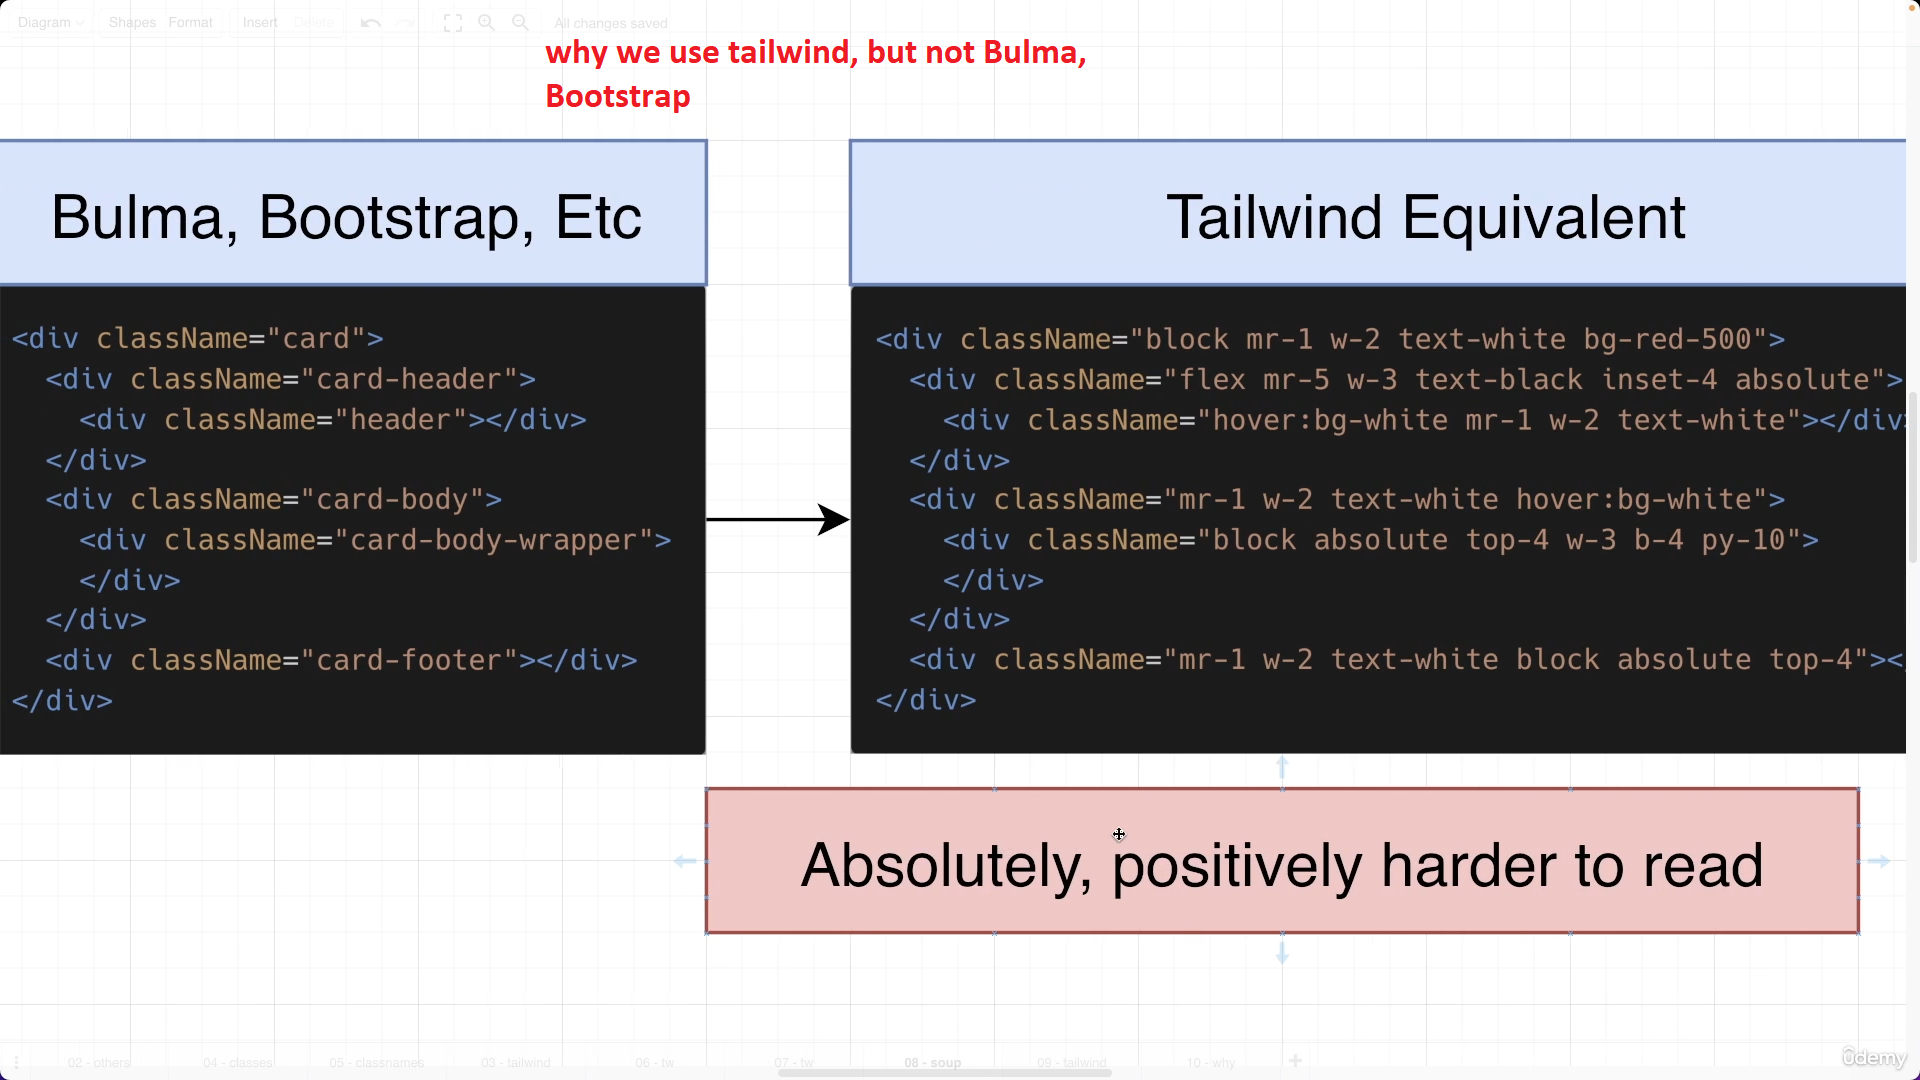 Diagram Shapes Format Insert Delete All changes saved
why we use tailwind, but not Bulma,
Bootstrap
Bulma, Bootstrap, Etc
<div className="card">
<div className="card-header">
<div className="header"></div>
</div>
<div className="card-body">
<div className="card-body-wrapper">
</div>
</div>
<div className="card-footer"></div>
</div>
Tailwind Equivalent
<div className="block mr-1 w-2 text-white bg-red-500">
<div className="flex mr-5 w-3 text-black inset-4 absolute">
<div className="hover:bg-white mr-1 w-2 text-white"></div>
</div>
<div className="mr-1 w-2 text-white hover:bg-white">
<div className="block absolute top-4 w-3 b-4 py-10">
</div>
</div>
<div className="mr-1 w-2 text-white block absolute top-4"><
</div>
Absolutely, positively harder to read
02 - others 04 - classes 05 - classnames 03 - tailwind 06 - tw 07 - tw 08 - soup 09 - tailwind 10 - why
udemy